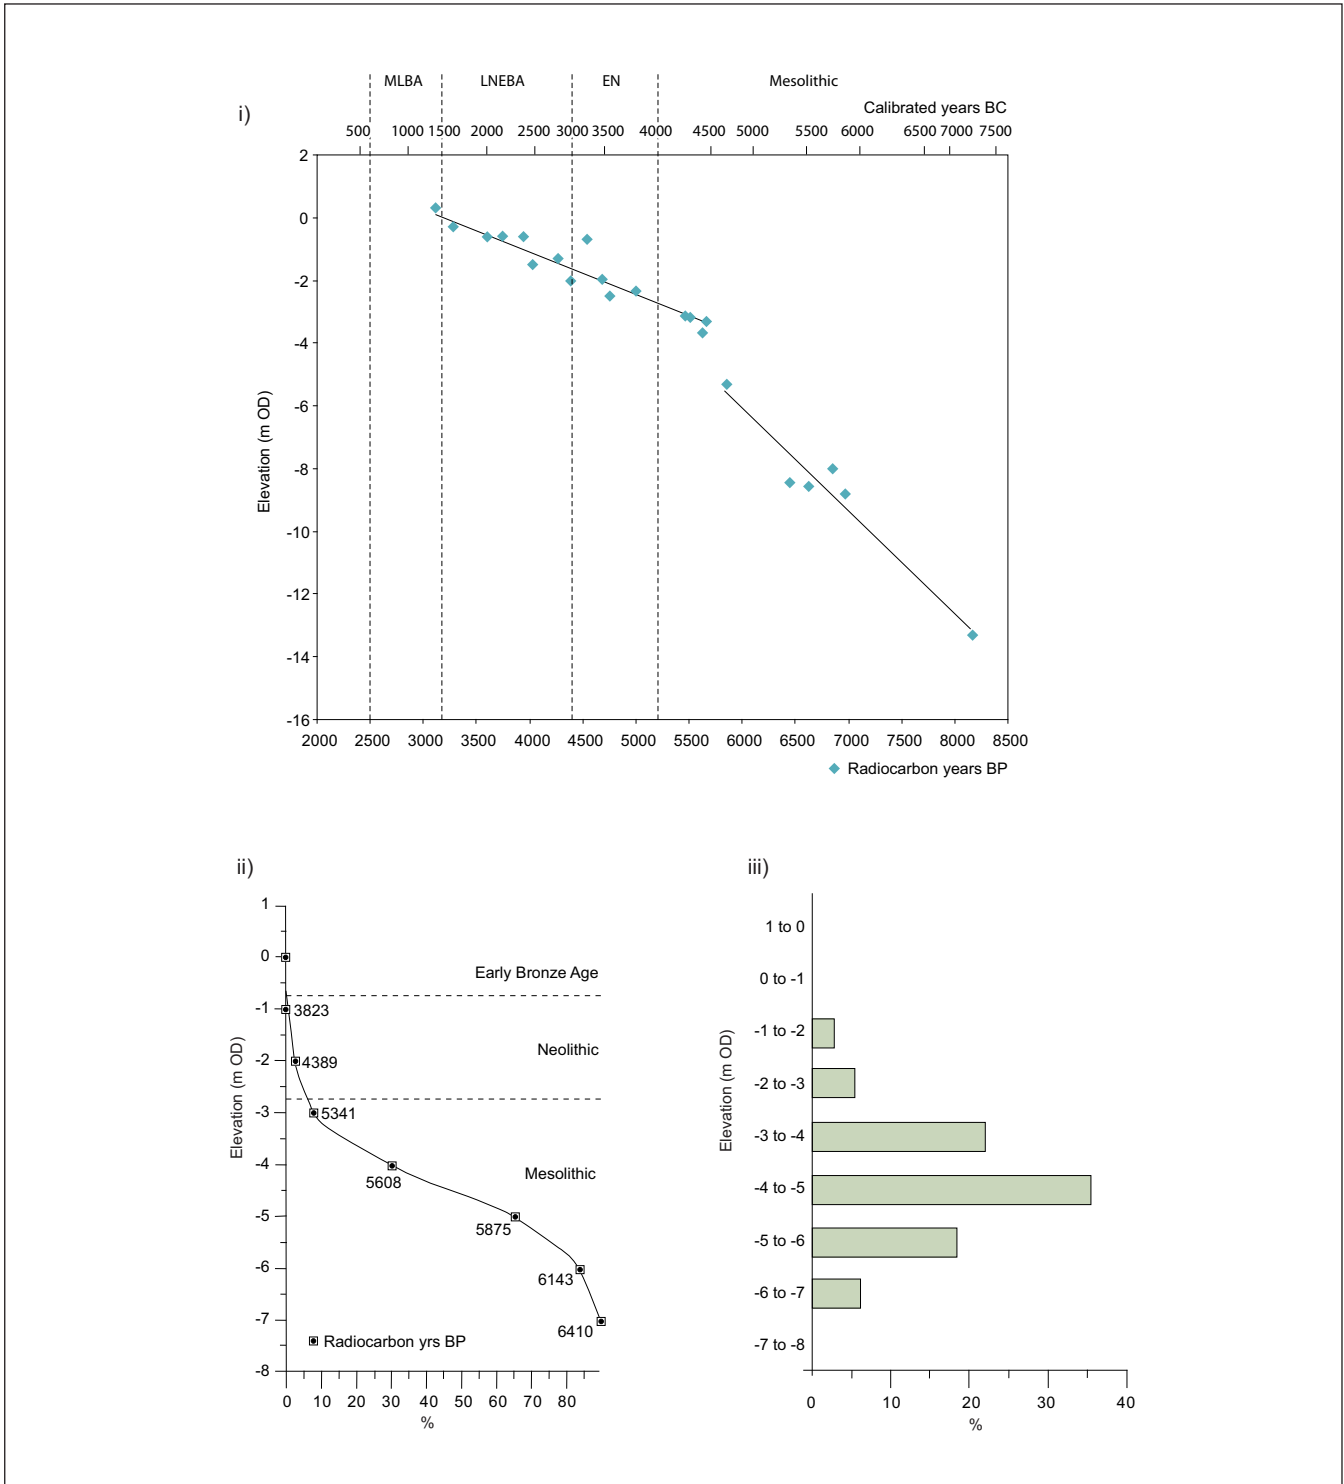 i)
MLBA LNEBA EN Mesolithic
Calibrated years BC
500 1000 1500 2000 2500 3000 3500 4000 4500 5000 5500 6000 6500 7000 7500
2
0
-2
-4
-6
-8
-10
-12
-14
-16
Elevation (m OD)
2000 2500 3000 3500 4000 4500 5000 5500 6000 6500 7000 7500 8000 8500
Radiocarbon years BP
ii)
1
0
-1
-2
-3
-4
-5
-6
-7
-8
Elevation (m OD)
Early Bronze Age
3823
Neolithic
4389
5341
Mesolithic
5608
5875
6143
6410
Radiocarbon yrs BP
0 10 20 30 40 50 60 70 80
%
iii)
1 to 0
0 to -1
-1 to -2
-2 to -3
-3 to -4
-4 to -5
-5 to -6
-6 to -7
-7 to -8
Elevation (m OD)
0 10 20 30 40
%